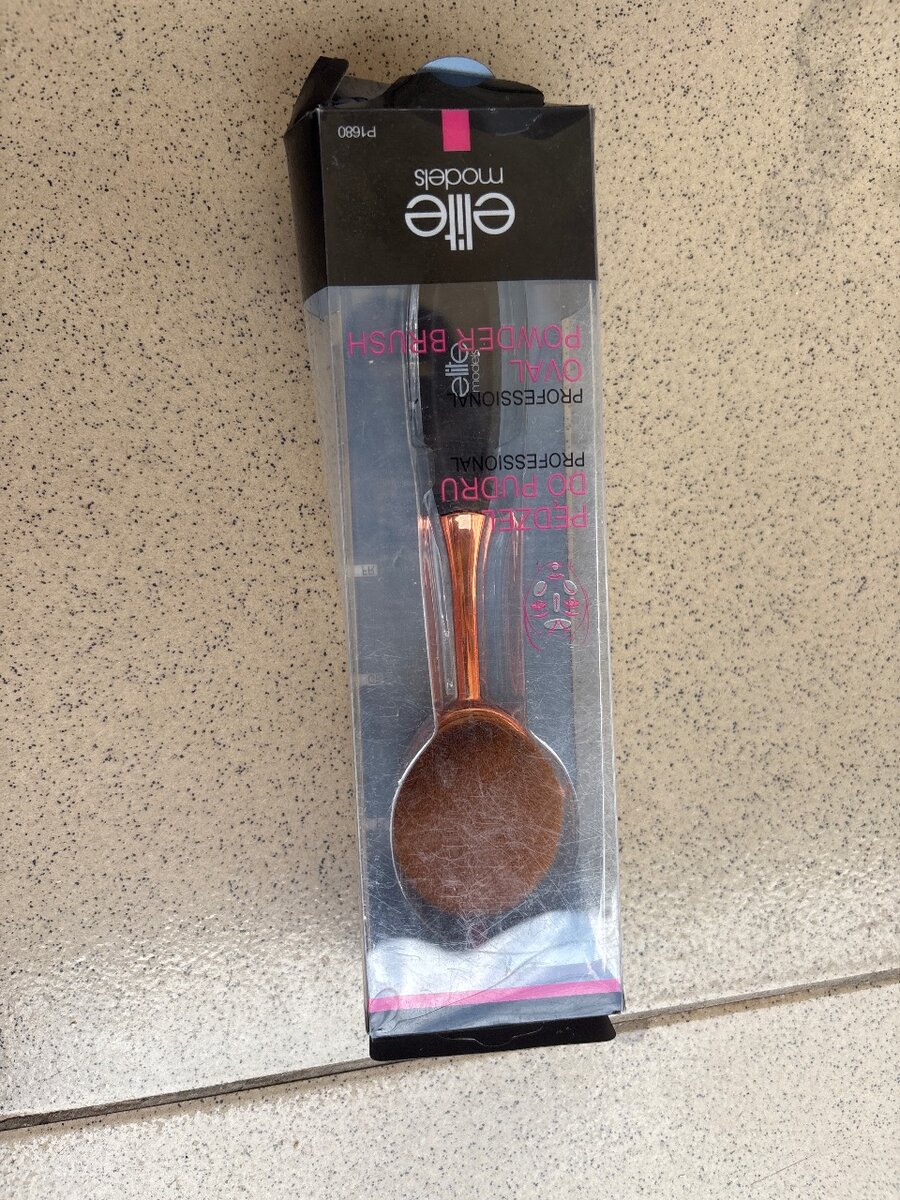 P1680
elite
models
PĘDZEL
DO PUDRU
PROFESSIONAL
PROFESSIONAL
OVAL
POWDER BRUSH
elite
models